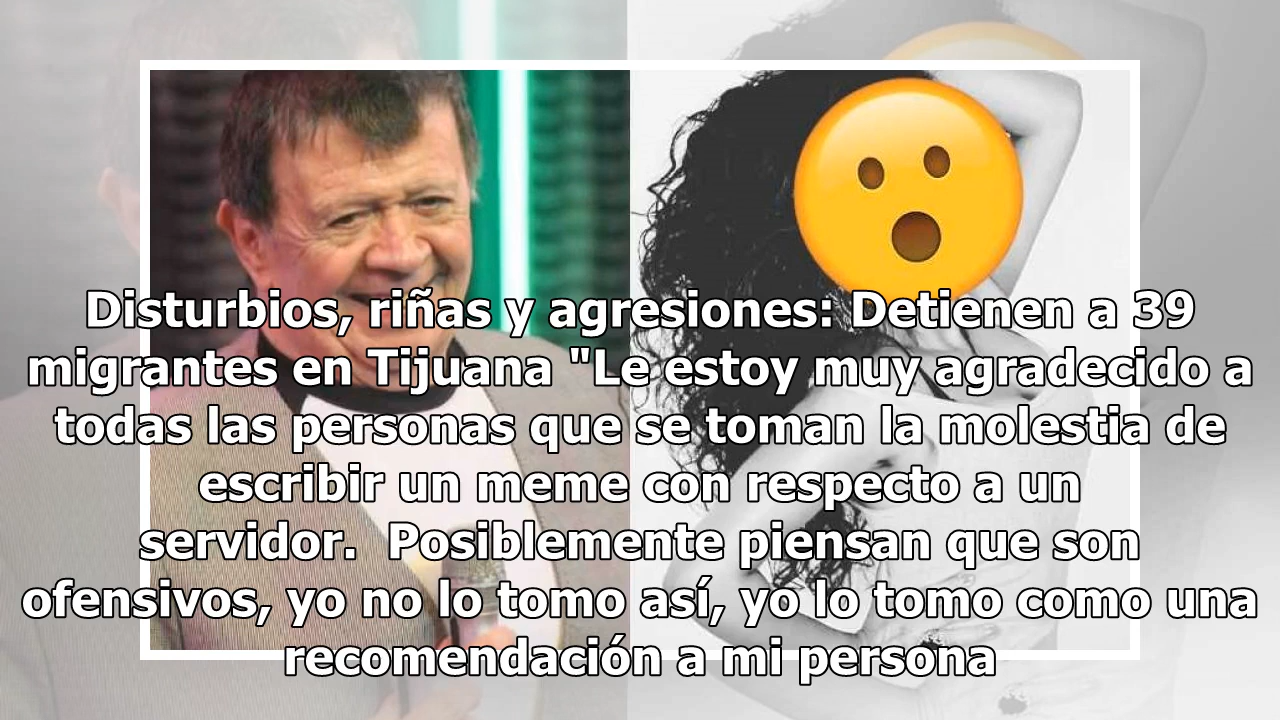 Disturbios, riñas y agresiones: Detienen a 39
migrantes en Tijuana "Le estoy muy agradecido a
todas las personas que se toman la molestia de
escribir un meme con respecto a un
servidor.  Posiblemente piensan que son
ofensivos, yo no lo tomo así, yo lo tomo como una
recomendación a mi persona